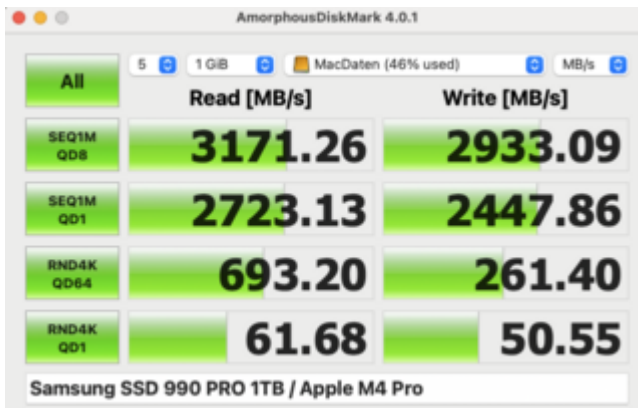 AmorphousDiskMark 4.0.1
All
5 1 GiB MacDaten (46% used) MB/s
Read [MB/s] Write [MB/s]
SEQ1M QD8 3171.26 2933.09
SEQ1M QD1 2723.13 2447.86
RND4K QD64 693.20 261.40
RND4K QD1 61.68 50.55
Samsung SSD 990 PRO 1TB / Apple M4 Pro